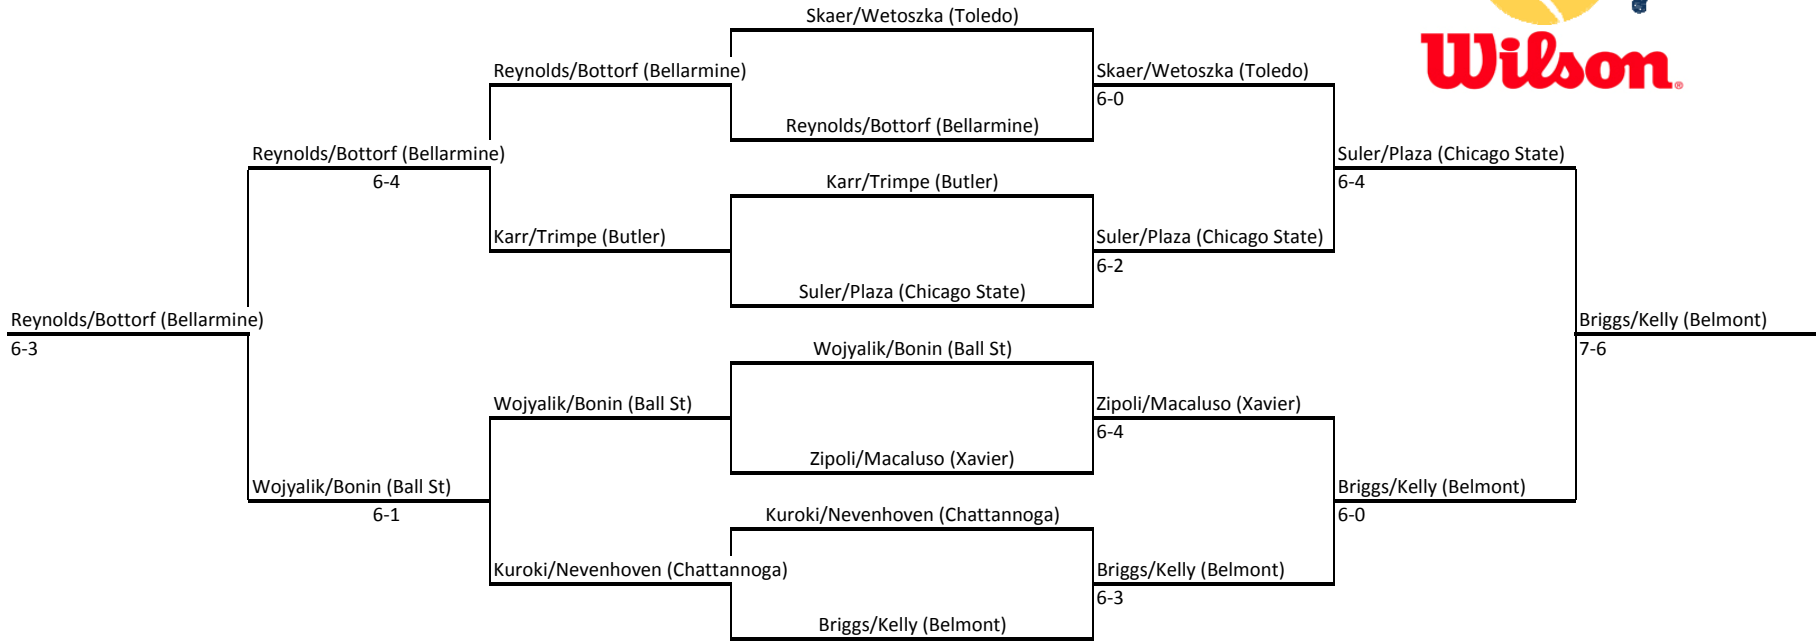 Skaer/Wetoszka (Toledo)
Wilson®
Reynolds/Bottorf (Bellarmine)
Skaer/Wetoszka (Toledo)
6-0
Reynolds/Bottorf (Bellarmine)
Reynolds/Bottorf (Bellarmine)
6-4
Suler/Plaza (Chicago State)
6-4
Karr/Trimpe (Butler)
Karr/Trimpe (Butler)
Suler/Plaza (Chicago State)
6-2
Suler/Plaza (Chicago State)
Reynolds/Bottorf (Bellarmine)
6-3
Briggs/Kelly (Belmont)
7-6
Wojyalik/Bonin (Ball St)
Wojyalik/Bonin (Ball St)
Zipoli/Macaluso (Xavier)
6-4
Zipoli/Macaluso (Xavier)
Wojyalik/Bonin (Ball St)
6-1
Briggs/Kelly (Belmont)
6-0
Kuroki/Nevenhoven (Chattannoga)
Kuroki/Nevenhoven (Chattannoga)
Briggs/Kelly (Belmont)
6-3
Briggs/Kelly (Belmont)